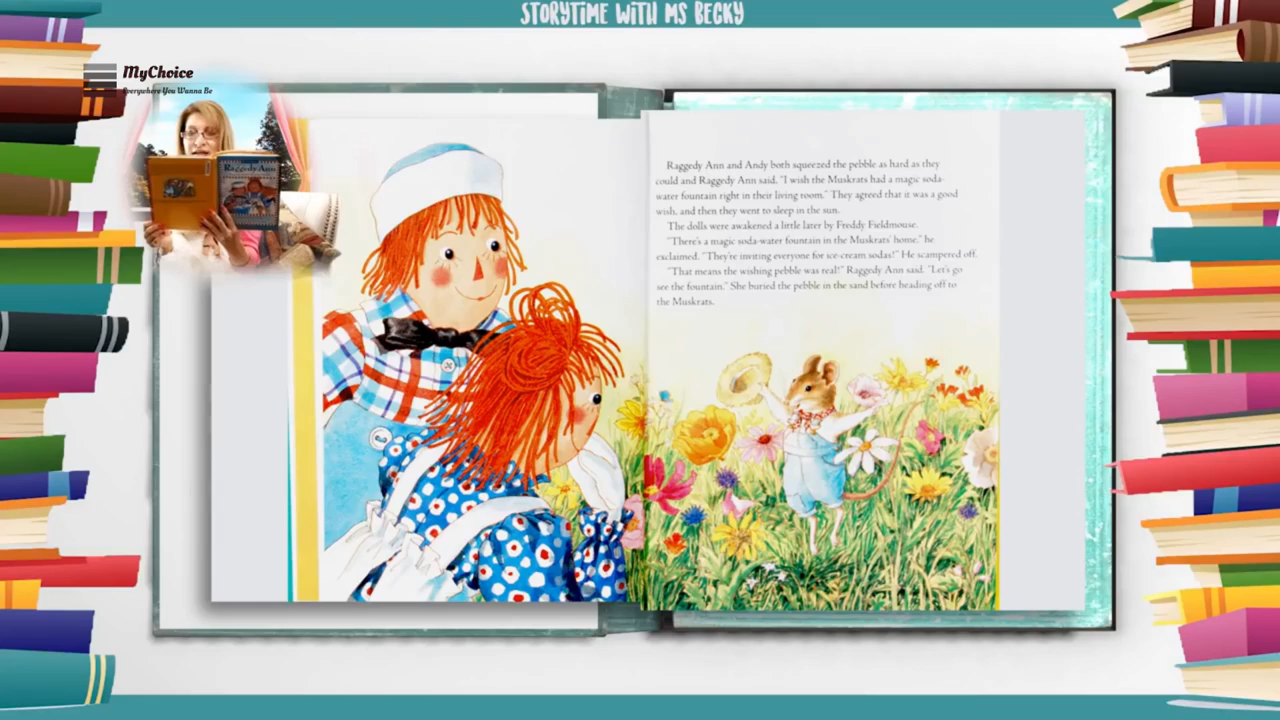 STORYTIME WITH MS BECKY
MyChoice
Everywhere You Wanna Be
Raggedy Ann
Raggedy Ann and Andy both squeezed the pebble as hard as they
could and Raggedy Ann said, "I wish the Muskrats had a magic soda-
water fountain right in their living room." They agreed that it was a good
wish, and then they went to sleep in the sun.
The dolls were awakened a little later by Freddy Fieldmouse.
"There's a magic soda-water fountain in the Muskrats' home," he
exclaimed. "They're inviting everyone for ice-cream sodas!" He scampered off.
"That means the wishing pebble was real!" Raggedy Ann said. "Let's go
see the fountain." She buried the pebble in the sand before heading off to
the Muskrats.